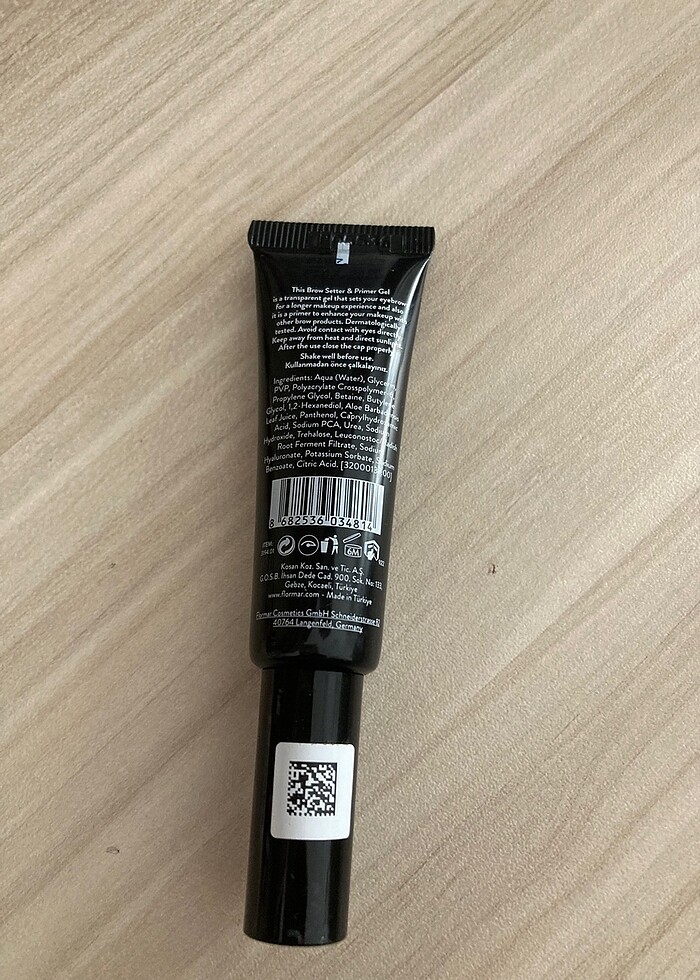 This Brow Setter & Primer Gel
is a transparent gel that sets your eyebrow
for a longer makeup experience and also
it is a primer to enhance your makeup
other brow products. Dermatologically
tested. Avoid contact with eyes
Keep away from heat and direct sunlight.
After the use close the cap properly.
Shake well before use.
Kullanmadan önce çalkalayınız.
Ingredients: Aqua (Water), Glycerin,
PVP, Polyacrylate
Propylene Glycol, Betaine, Butylene
Glycol, 1,2-Hexanediol, Aloe Barbadensis
Leaf Juice, Panthenol, Caprylhydroxamic
Acid, Sodium PCA, Urea, Sodium
Hydroxide, Trehalose, Leuconostoc/Radish
Root Ferment Filtrate, Sodium
Hyaluronate, Potassium Sorbate, Sodium
Benzoate, Citric Acid.
8 682536 034814
ITEM:
6M
Kosan Koz. San. ve Tic. A.Ş.
G.O.S.B. İhsan Dede Cad. 900. Sok. No: 132,
Gebze, Kocaeli, Türkiye
www.flormar.com - Made in Türkiye
Flormar Cosmetics GmbH Schneiderstrasse 82
40764 Langenfeld, Germany